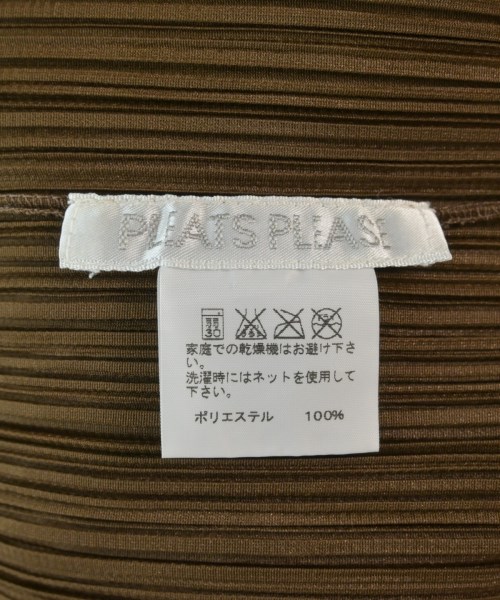 PLEATS PLEASE
30
家庭での乾燥機はお避け下さ
い。
洗濯時にはネットを使用して
下さい。
ポリエステル 100%